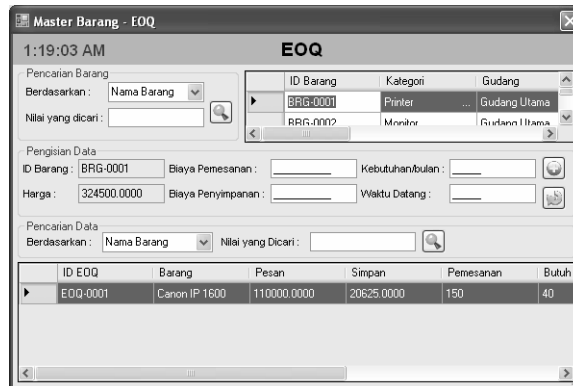 Master Barang - EOQ
1:19:03 AM EOQ
Pencarian Barang
Berdasarkan : Nama Barang
Nilai yang dicari :
ID Barang Kategori Gudang
BRG-0001 Printer ... Gudang Utama
BRG-0002 Monitor Gudang Utama
Pengisian Data
ID Barang : BRG-0001 Biaya Pemesanan : Kebutuhan/bulan :
Harga : 324500.0000 Biaya Penyimpanan : Waktu Datang :
Pencarian Data
Berdasarkan : Nama Barang Nilai yang Dicari :
ID EOQ Barang Pesan Simpan Pemesanan Butuh
EOQ-0001 Canon IP 1600 110000.0000 20625.0000 150 40